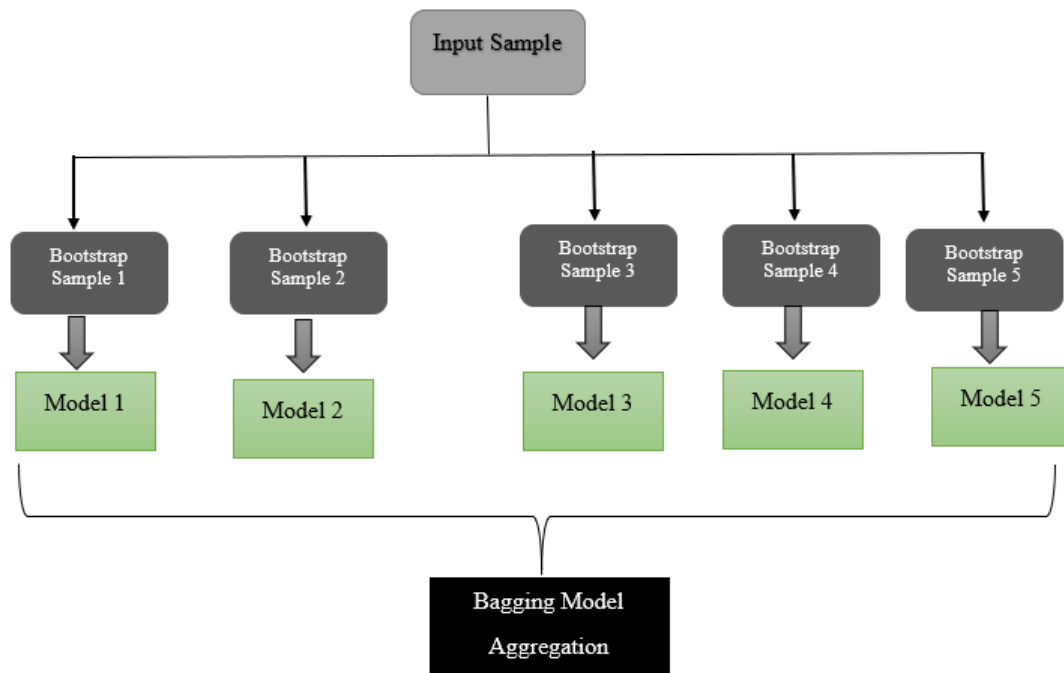 Input Sample
Bootstrap
Sample 1
Bootstrap
Sample 2
Bootstrap
Sample 3
Bootstrap
Sample 4
Bootstrap
Sample 5
Model 1
Model 2
Model 3
Model 4
Model 5
Bagging Model
Aggregation